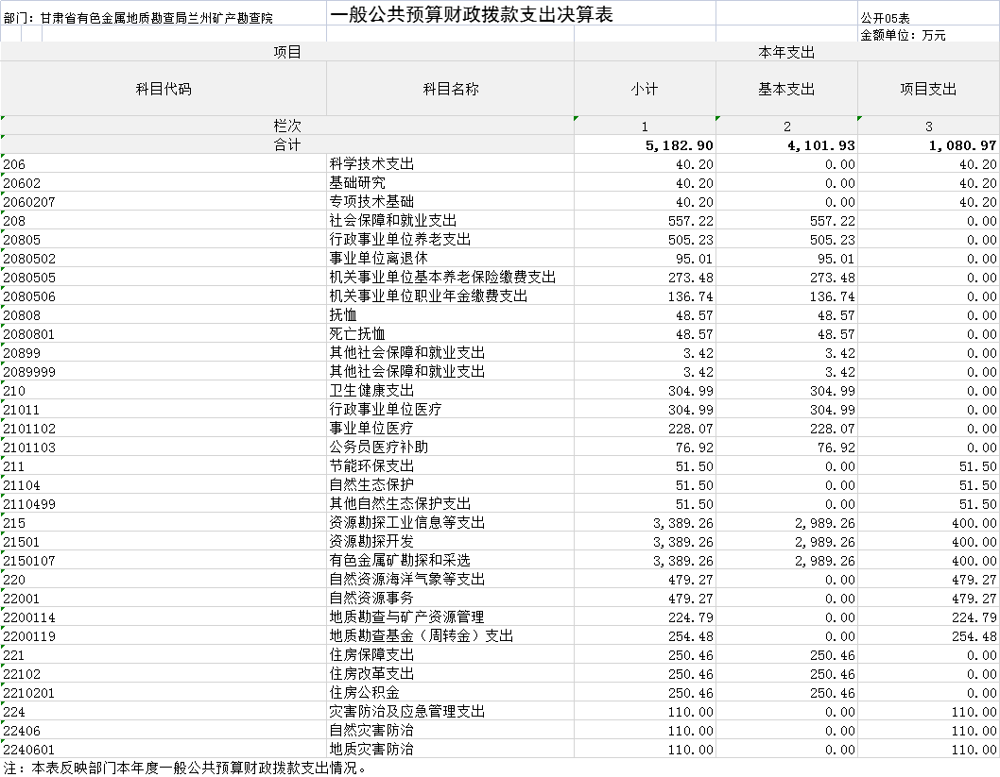 一般公共预算财政拨款支出决算表
部门：甘肃省有色金属地质勘查局兰州矿产勘查院 公开05表
金额单位：万元
项目 本年支出
科目代码 科目名称 小计 基本支出 项目支出
栏次 1 2 3
合计 5,182.90 4,101.93 1,080.97
206 科学技术支出 40.20 0.00 40.20
20602 基础研究 40.20 0.00 40.20
2060207 专项技术基础 40.20 0.00 40.20
208 社会保障和就业支出 557.22 557.22 0.00
20805 行政事业单位养老支出 505.23 505.23 0.00
2080502 事业单位离退休 95.01 95.01 0.00
2080505 机关事业单位基本养老保险缴费支出 273.48 273.48 0.00
2080506 机关事业单位职业年金缴费支出 136.74 136.74 0.00
20808 抚恤 48.57 48.57 0.00
2080801 死亡抚恤 48.57 48.57 0.00
20899 其他社会保障和就业支出 3.42 3.42 0.00
2089999 其他社会保障和就业支出 3.42 3.42 0.00
210 卫生健康支出 304.99 304.99 0.00
21011 行政事业单位医疗 304.99 304.99 0.00
2101102 事业单位医疗 228.07 228.07 0.00
2101103 公务员医疗补助 76.92 76.92 0.00
211 节能环保支出 51.50 0.00 51.50
21104 自然生态保护 51.50 0.00 51.50
2110499 其他自然生态保护支出 51.50 0.00 51.50
215 资源勘探工业信息等支出 3,389.26 2,989.26 400.00
21501 资源勘探开发 3,389.26 2,989.26 400.00
2150107 有色金属矿勘探和采选 3,389.26 2,989.26 400.00
220 自然资源海洋气象等支出 479.27 0.00 479.27
22001 自然资源事务 479.27 0.00 479.27
2200114 地质勘查与矿产资源管理 224.79 0.00 224.79
2200119 地质勘查基金（周转金）支出 254.48 0.00 254.48
221 住房保障支出 250.46 250.46 0.00
22102 住房改革支出 250.46 250.46 0.00
2210201 住房公积金 250.46 250.46 0.00
224 灾害防治及应急管理支出 110.00 0.00 110.00
22406 自然灾害防治 110.00 0.00 110.00
2240601 地质灾害防治 110.00 0.00 110.00
注：本表反映部门本年度一般公共预算财政拨款支出情况。